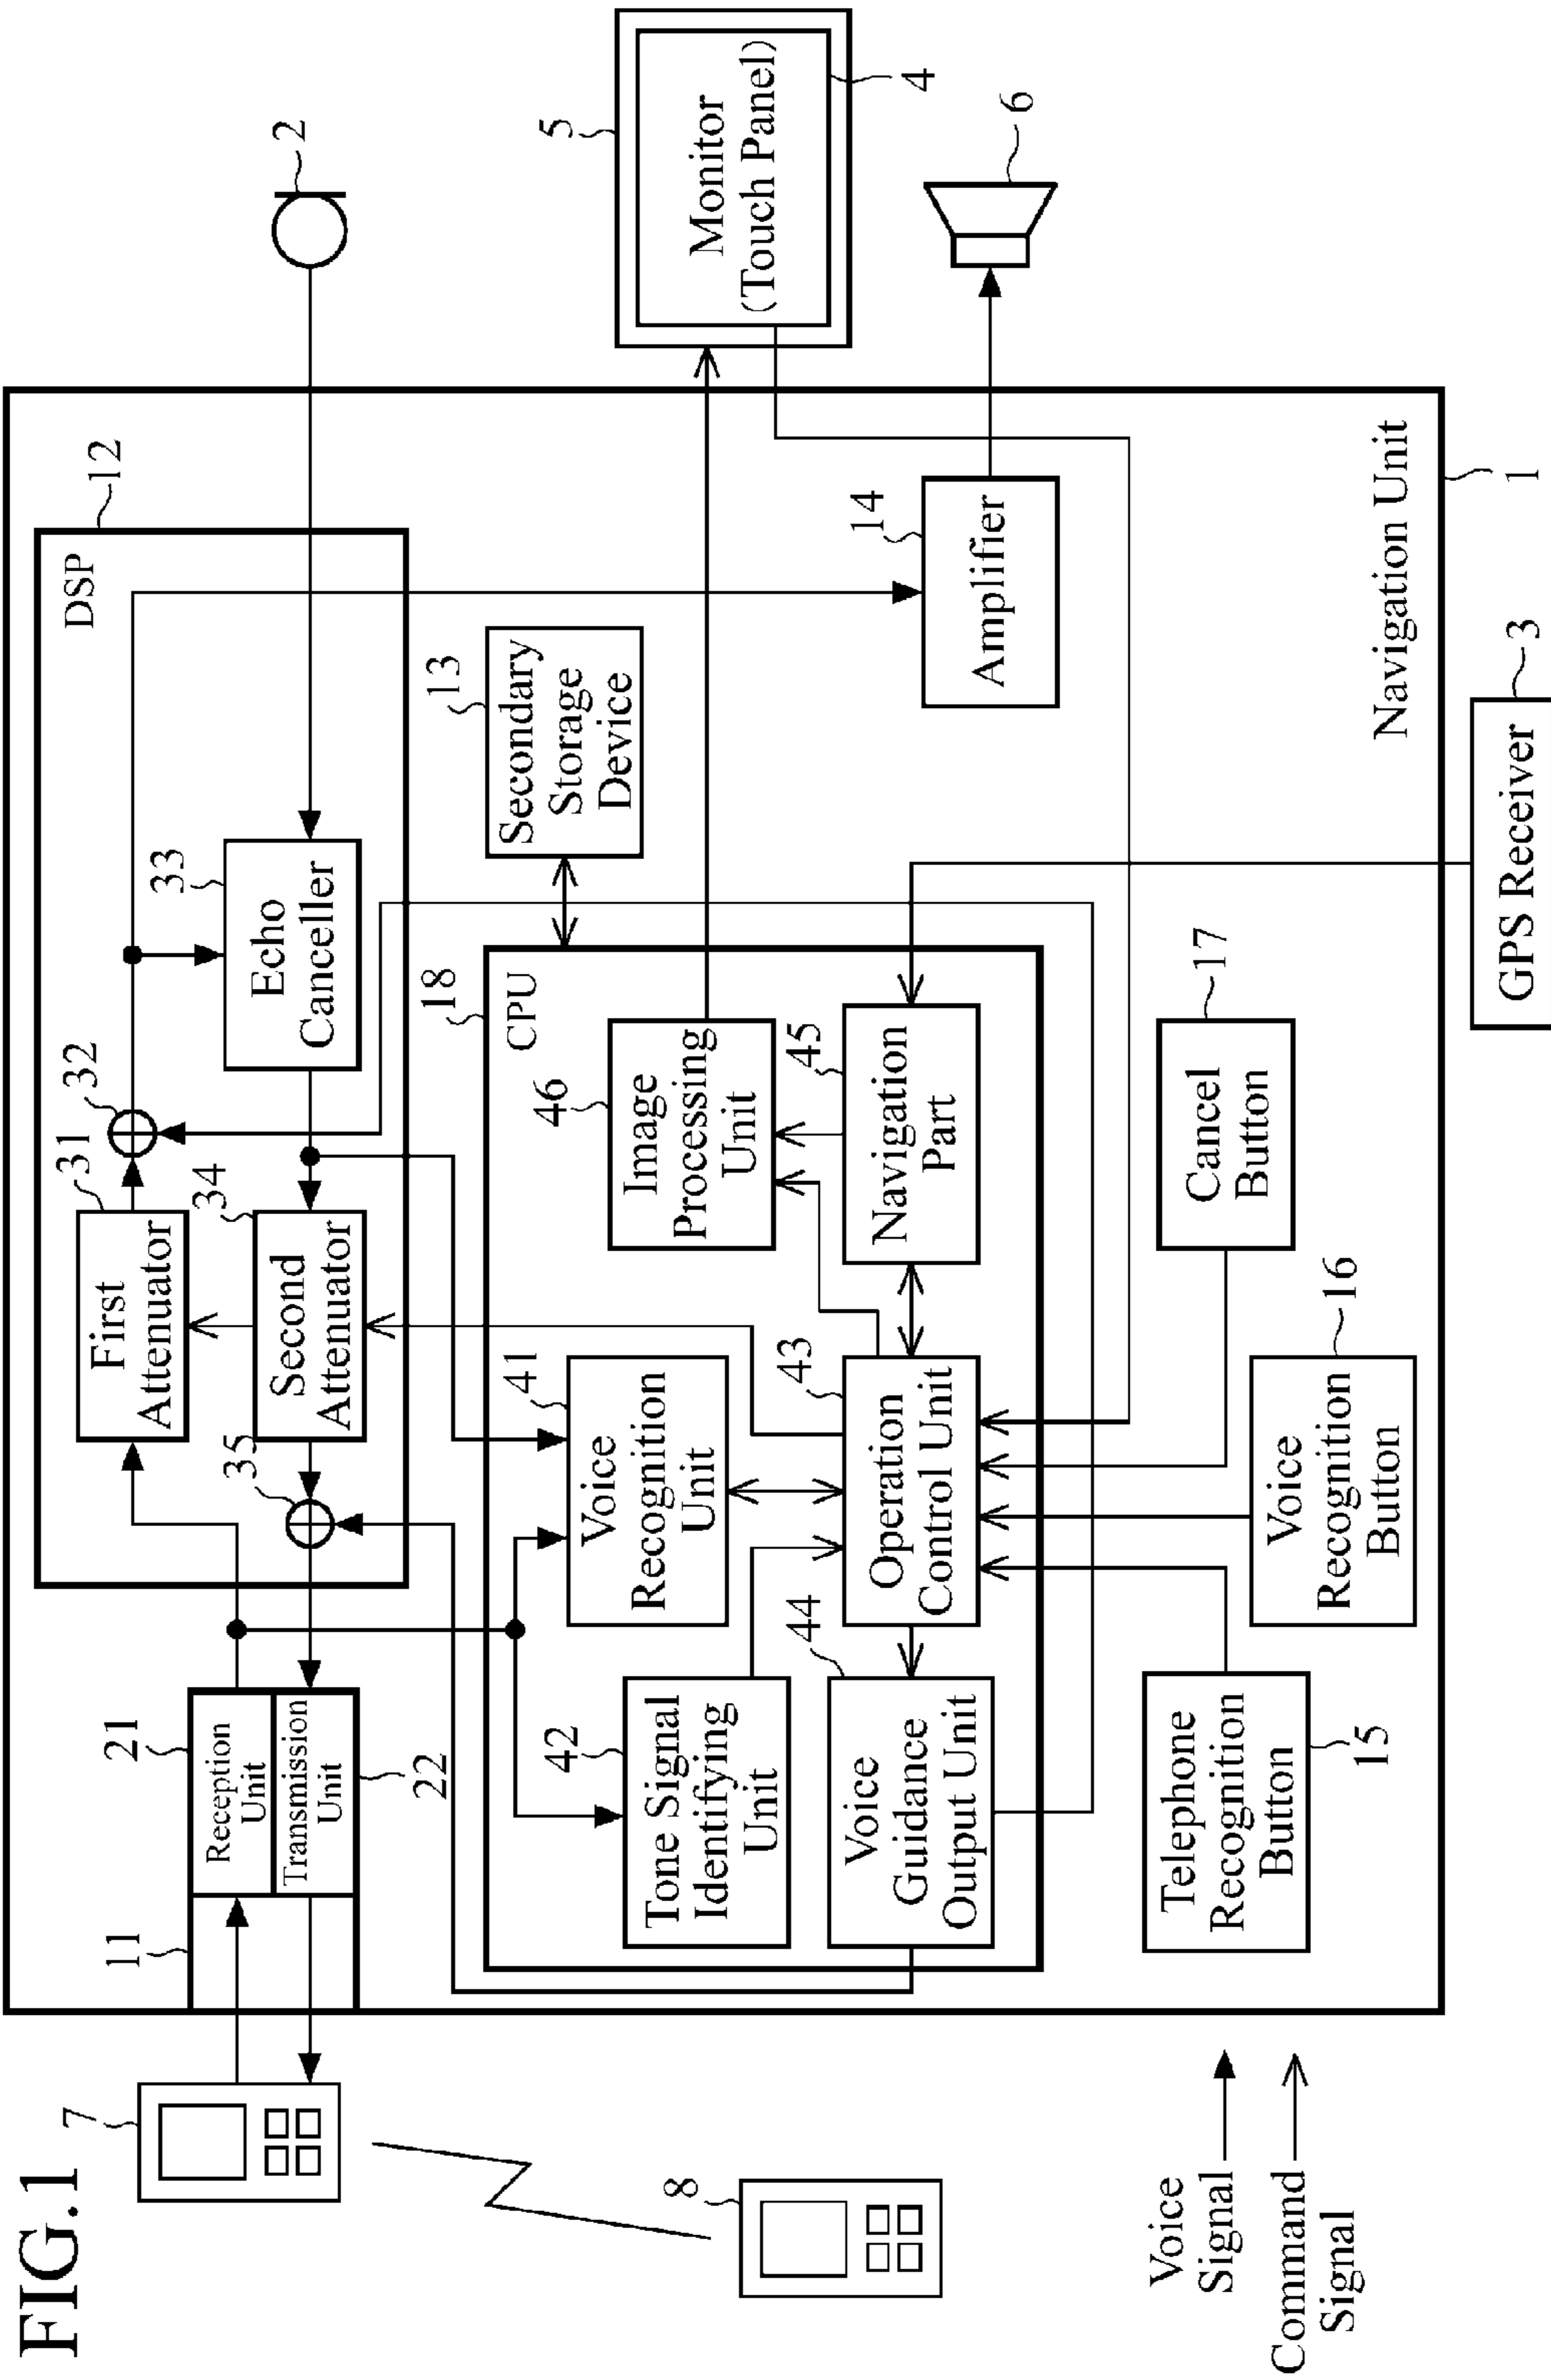 FIG.1
7
8
Voice
Signal
Command
Signal
11
21
Reception
Unit
Transmission
Unit
22
DSP
12
31
First
Attenuator
32
33
Echo
Canceller
34
Second
Attenuator
35
2
18
CPU
13
Secondary
Storage
Device
41
Voice
Recognition
Unit
42
Tone Signal
Identifying
Unit
43
Operation
Control Unit
44
Voice
Guidance
Output Unit
45
Navigation
Part
46
Image
Processing
Unit
5
Monitor
(Touch Panel)
4
14
Amplifier
6
Telephone
Recognition
Button
15
Voice
Recognition
Button
16
Cancel
Button
17
Navigation Unit
1
GPS Receiver
3